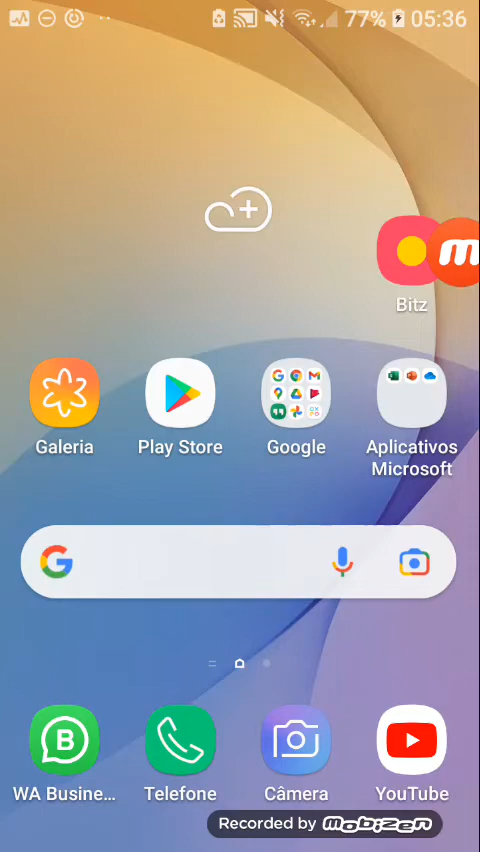 77% 05:36
Bitz
Galeria
Play Store
Google
Aplicativos
Microsoft
WA Busine...
Telefone
Câmera
YouTube
Recorded by mobizen